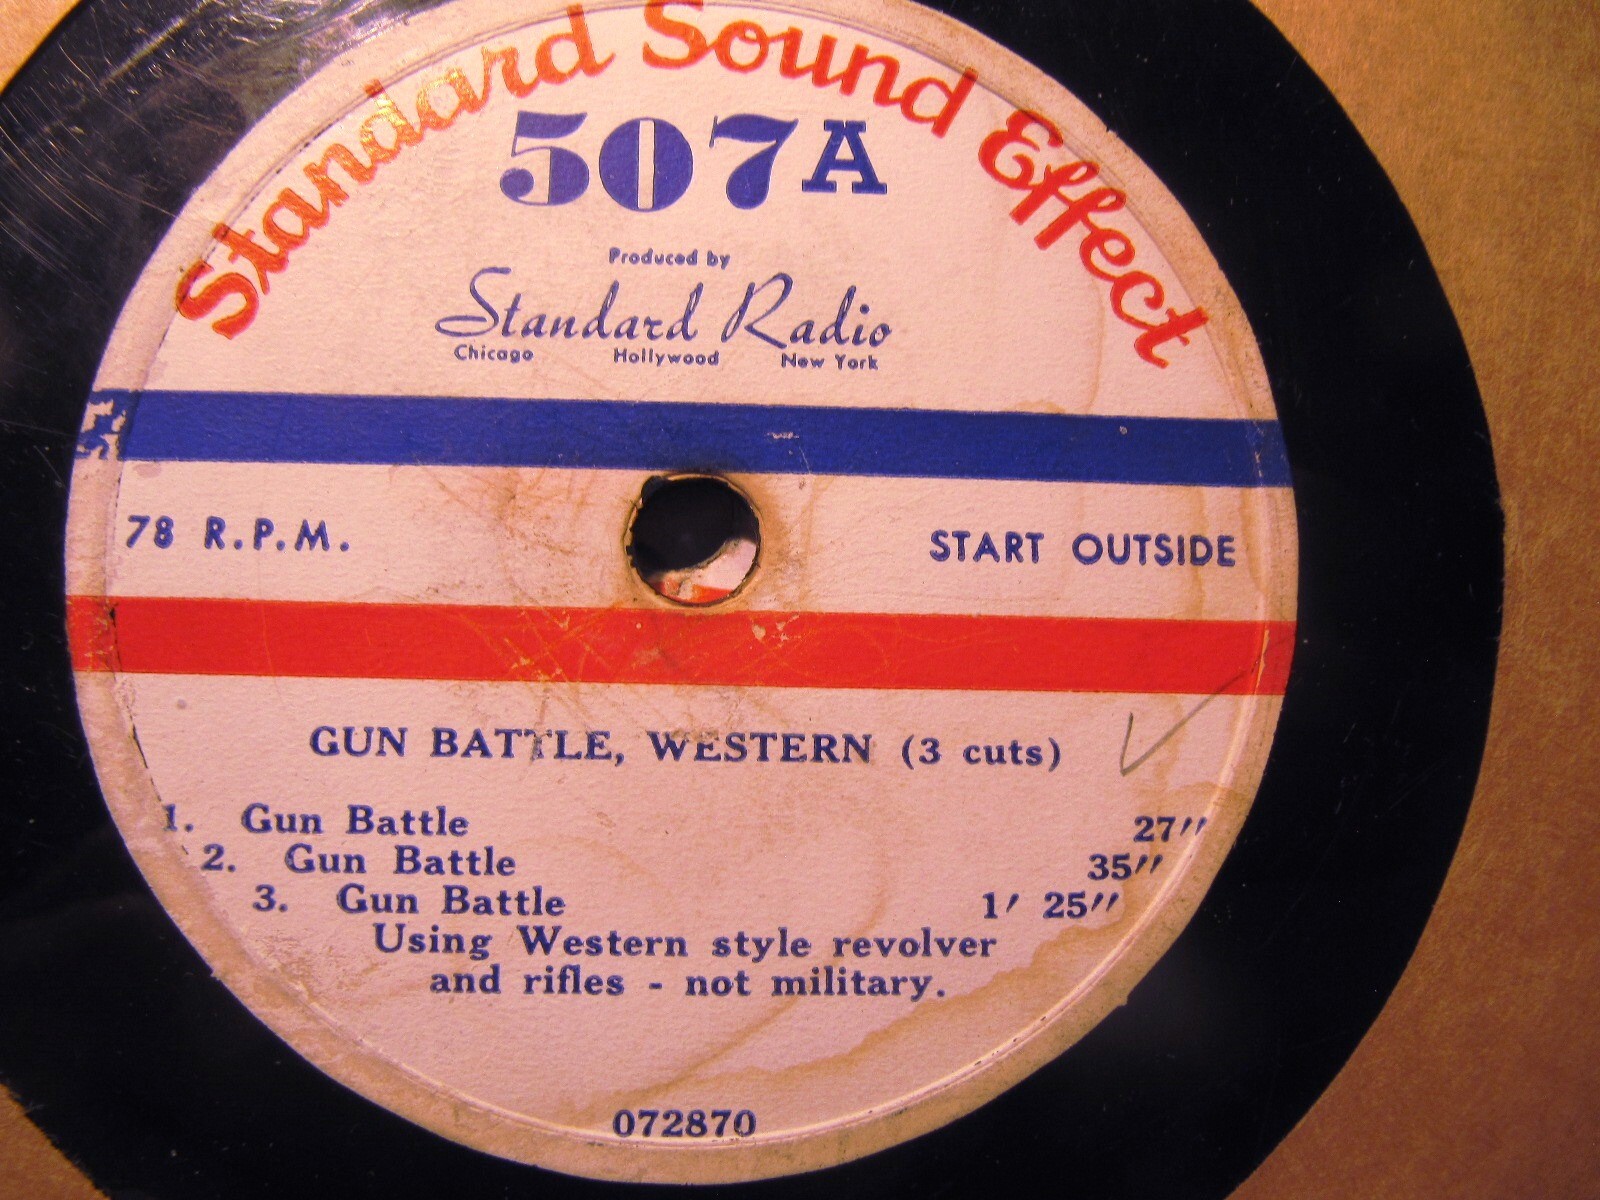 Standard Sound Effect
507A
Produced by
Standard Radio
Chicago Hollywood New York
78 R.P.M. START OUTSIDE
GUN BATTLE, WESTERN (3 cuts)
1. Gun Battle 27″
2. Gun Battle 35″
3. Gun Battle 1′ 25″
Using Western style revolver
and rifles - not military.
072870